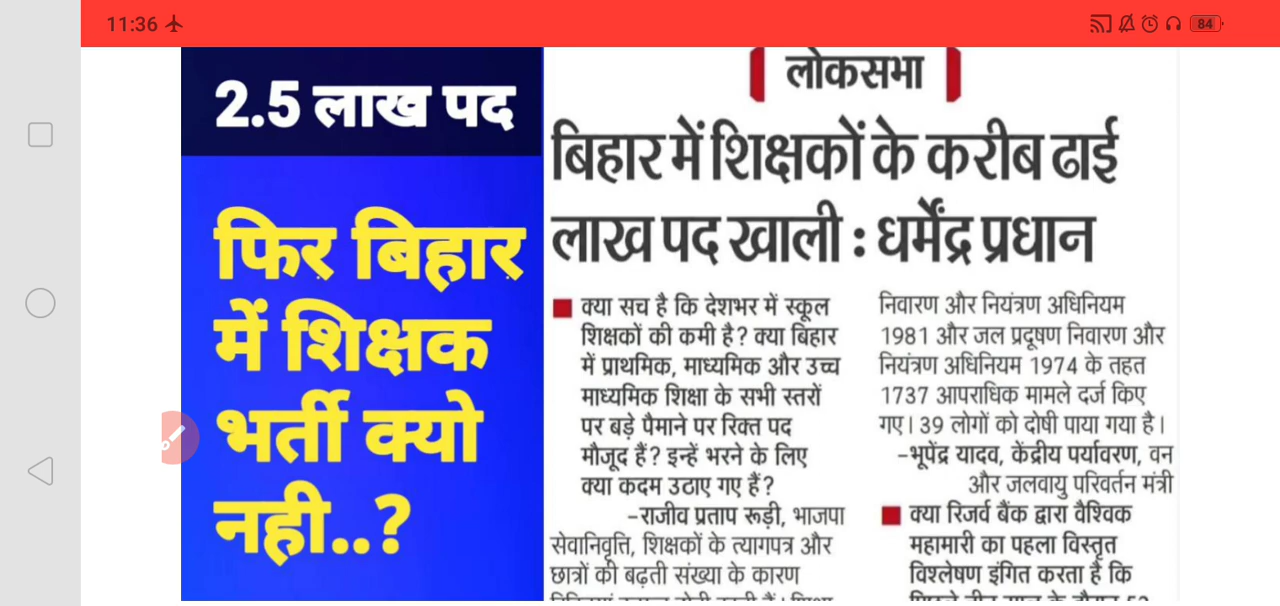 11:36
84
2.5 लाख पद
फिर बिहार
में शिक्षक
भर्ती क्यो
नही..?
लोकसभा
बिहार में शिक्षकों के करीब ढाई
लाख पद खाली : धर्मेंद्र प्रधान
क्या सच है कि देशभर में स्कूल
शिक्षकों की कमी है? क्या बिहार
में प्राथमिक, माध्यमिक और उच्च
माध्यमिक शिक्षा के सभी स्तरों
पर बड़े पैमाने पर रिक्त पद
मौजूद हैं? इन्हें भरने के लिए
क्या कदम उठाए गए हैं?
-राजीव प्रताप रूड़ी, भाजपा
सेवानिवृत्ति, शिक्षकों के त्यागपत्र और
छात्रों की बढ़ती संख्या के कारण
निवारण और नियंत्रण अधिनियम
1981 और जल प्रदूषण निवारण और
नियंत्रण अधिनियम 1974 के तहत
1737 आपराधिक मामले दर्ज किए
गए। 39 लोगों को दोषी पाया गया है।
-भूपेंद्र यादव, केंद्रीय पर्यावरण, वन
और जलवायु परिवर्तन मंत्री
क्या रिजर्व बैंक द्वारा वैश्विक
महामारी का पहला विस्तृत
विश्लेषण इंगित करता है कि